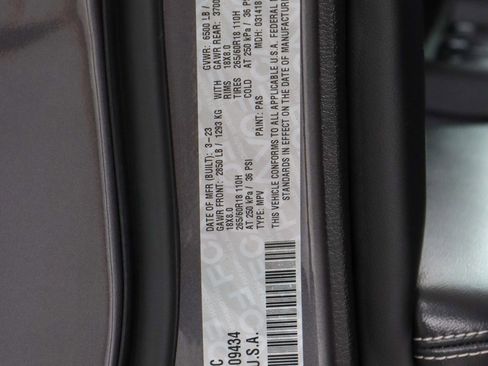 DATE OF MFR (BUILT): 3-23 GVWR: 6500 LB /
GAWR FRONT: 2850 LB / 1293 KG WITH GAWR REAR: 3700
18X8.0 RIMS 18X8.0
265/60R18 110H TIRES 265/60R18 110H
AT 250 kPa / 36 PSI COLD AT 250 kPa / 36 PS
TYPE: MPV PAINT: PAS MDH: 031418
THIS VEHICLE CONFORMS TO ALL APPLICABLE U.S.A. FEDERAL
STANDARDS IN EFFECT ON THE DATE OF MANUFACTURE
C
09434
U.S.A.